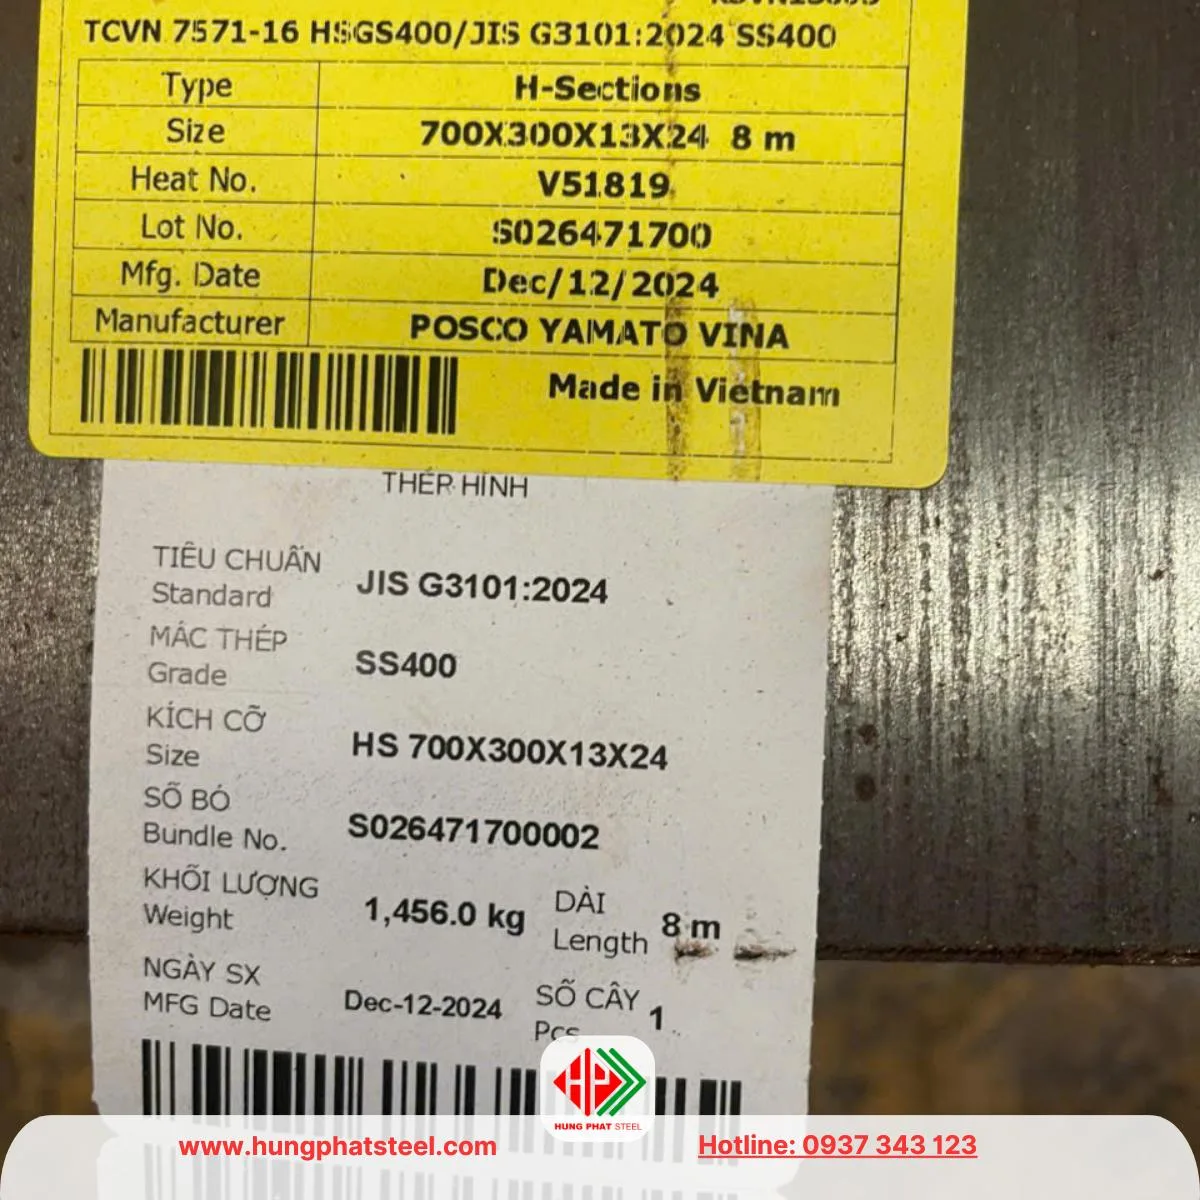 TCVN 7571-16 HSGS400/JIS G3101:2024 SS400
Type H-Sections
Size 700X300X13X24 8 m
Heat No. V51819
Lot No. S026471700
Mfg. Date Dec/12/2024
Manufacturer POSCO YAMATO VINA
Made in Vietnam
THÉP HÌNH
TIÊU CHUẨN
Standard JIS G3101:2024
MÁC THÉP
Grade SS400
KÍCH CỠ
Size HS 700X300X13X24
SỐ BÓ
Bundle No. S026471700002
KHỐI LƯỢNG
Weight 1,456.0 kg
DÀI
Length 8 m
NGÀY SX
MFG Date Dec-12-2024
SỐ CÂY
Pcs 1
HUNG PHAT STEEL
www.hungphatsteel.com
Hotline: 0937 343 123